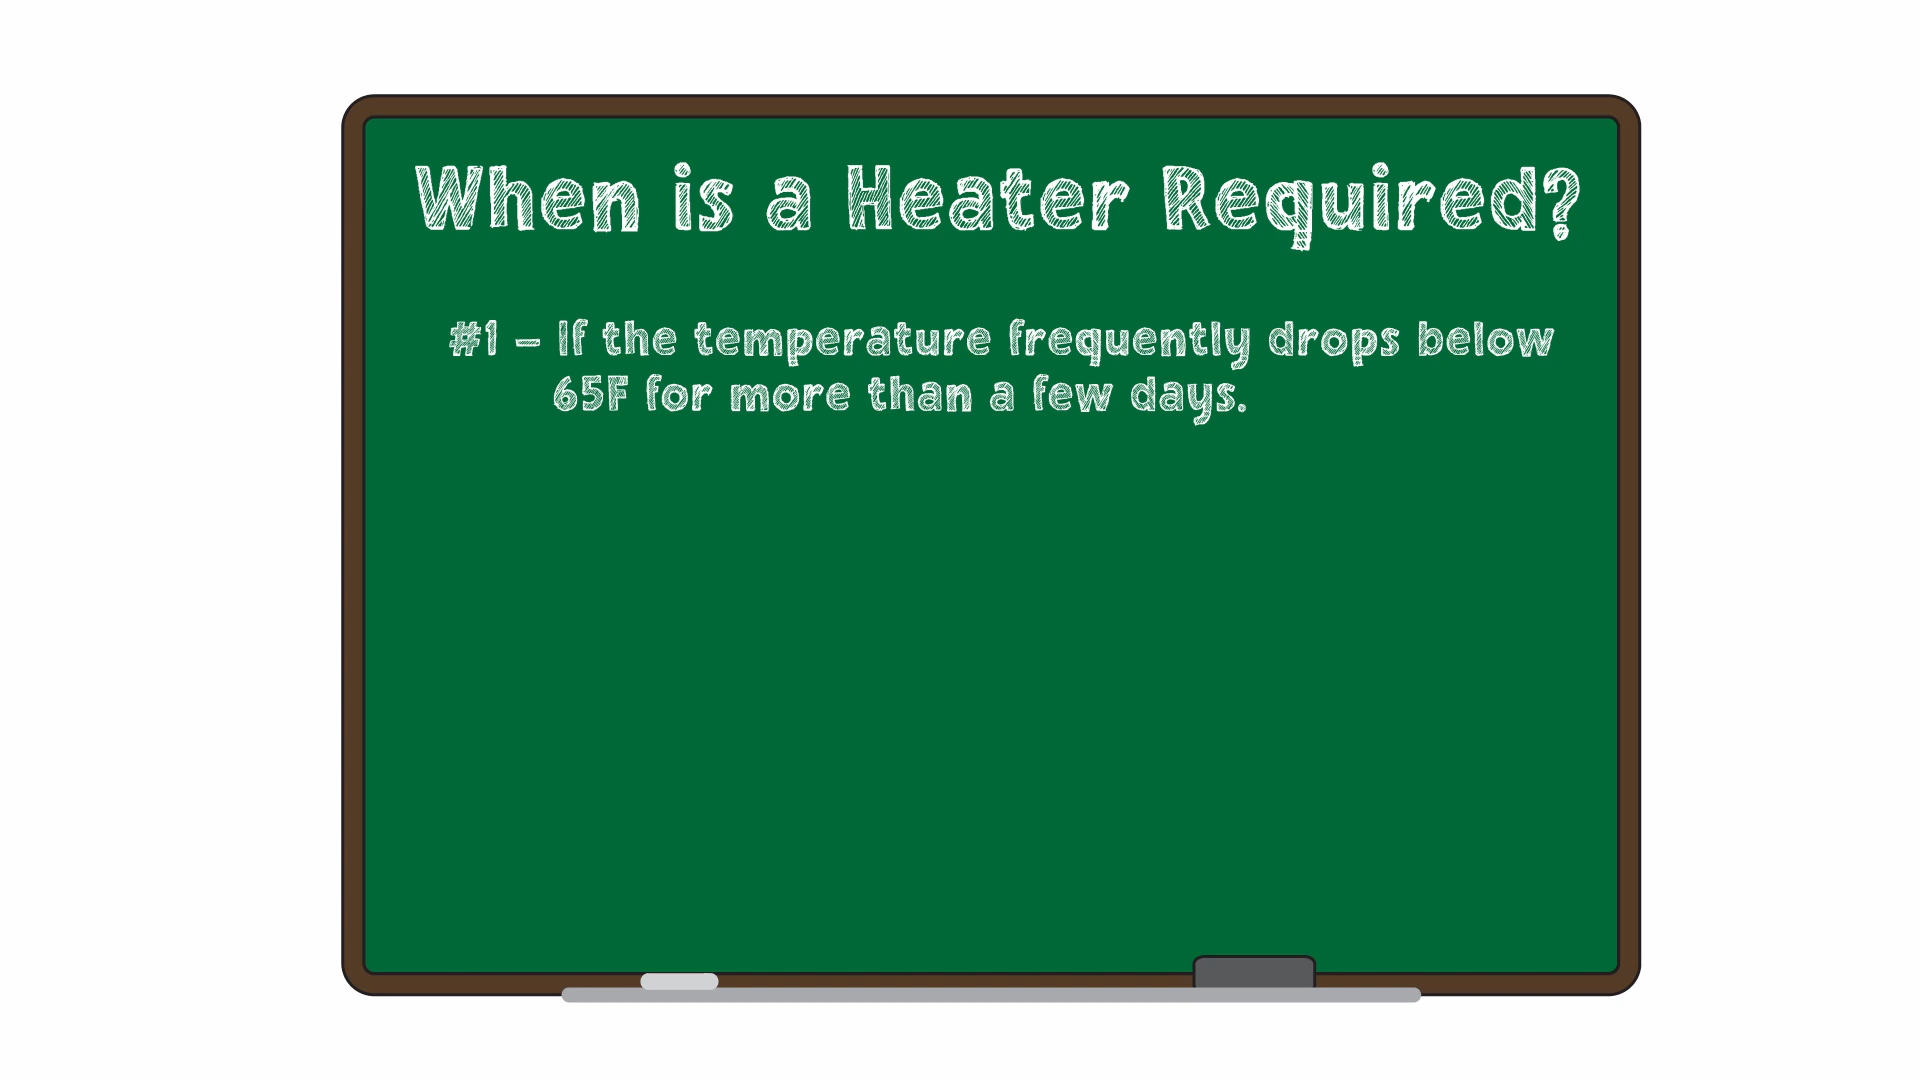 When is a Heater Required?
#1 – If the temperature frequently drops below
65F for more than a few days.